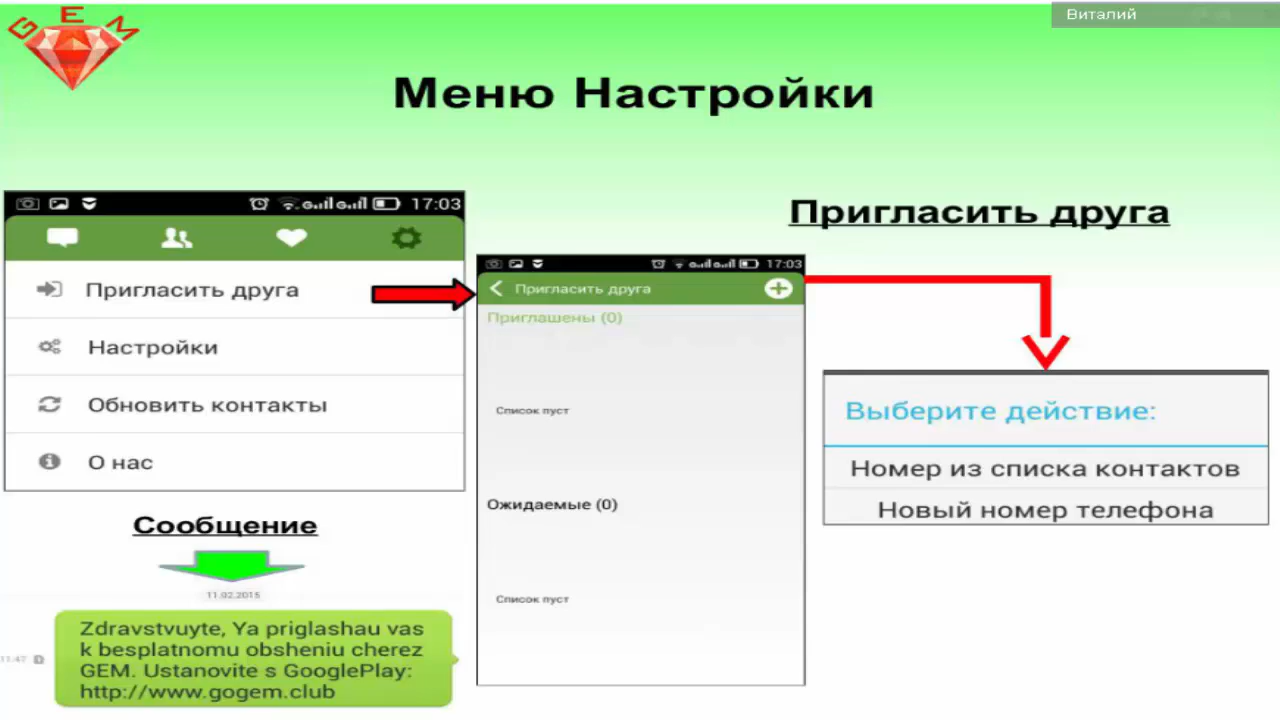 GEM
Виталий
Меню Настройки
17:03
Пригласить друга
Настройки
Обновить контакты
О нас
Сообщение
11.02.2015
Zdravstvuyte, Ya priglashau vas
k besplatnomu obsheniu cherez
GEM. Ustanovite s GooglePlay:
http://www.gogem.club
11:47
17:03
Пригласить друга
Приглашены (0)
Список пуст
Ожидаемые (0)
Список пуст
Пригласить друга
Выберите действие:
Номер из списка контактов
Новый номер телефона